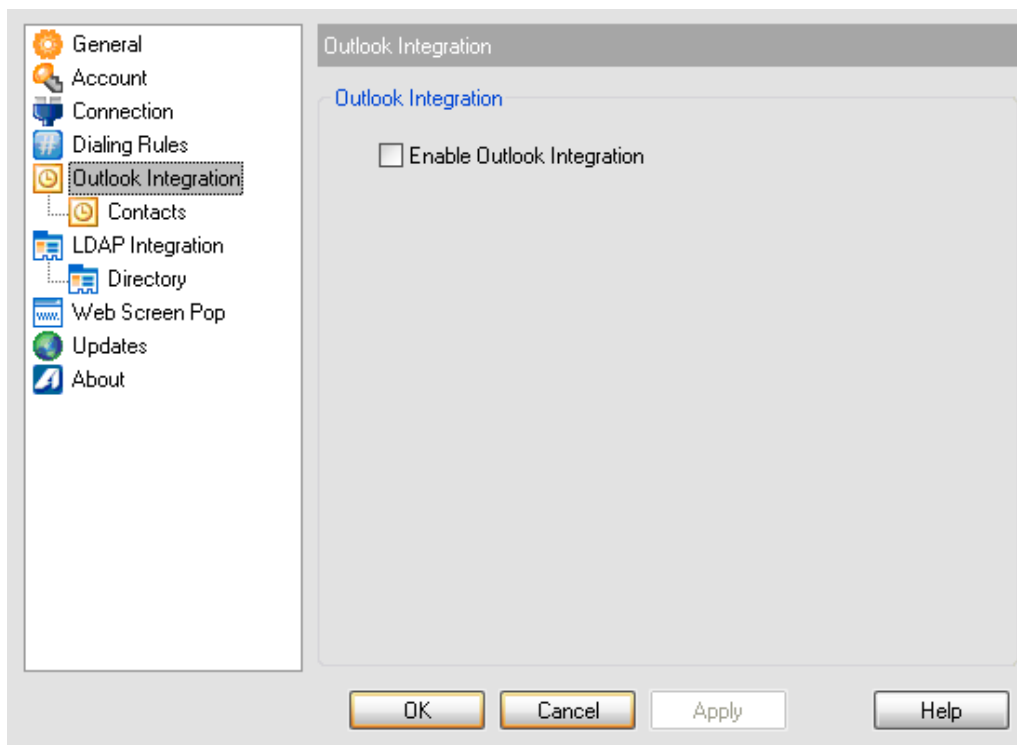 General
Account
Connection
Dialing Rules
Outlook Integration
Contacts
LDAP Integration
Directory
www.
Web Screen Pop
Updates
About
Outlook Integration
Outlook Integration
Enable Outlook Integration
OK
Cancel
Apply
Help